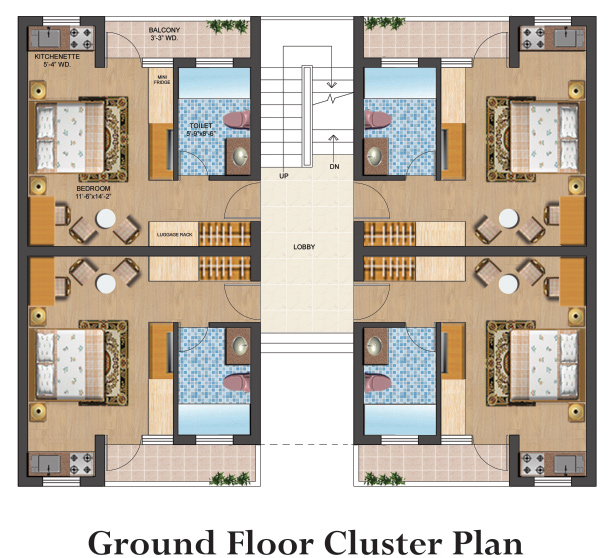 BALCONY
3'-3" WD.
KITCHENETTE
5'-4" WD.
MINI
FRIDGE
TOILET
5'-9"x8'-6"
UP
DN
BEDROOM
11'-6"x14'-2"
LUGGAGE RACK
LOBBY
Ground Floor Cluster Plan